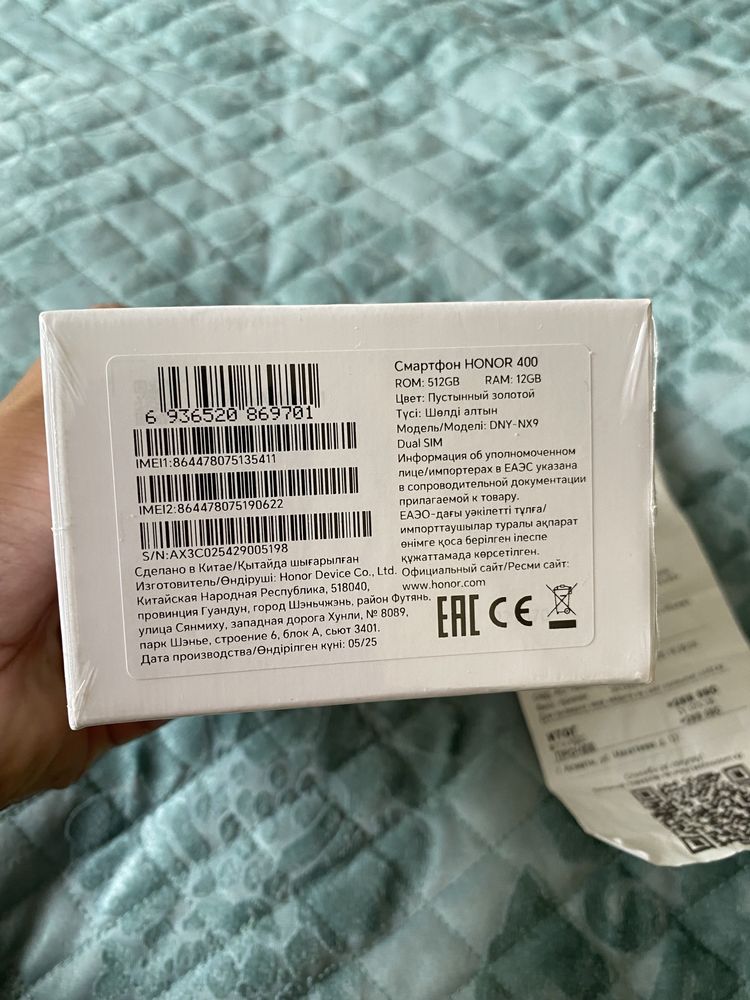 6 936520 869701
IMEI1:864478075135411
IMEI2:864478075190622
S/N:AX3C025429005198
Сделано в Китае/Қытайда шығарылған
Изготовитель/Өндіруші: Honor Device Co., Ltd.
Китайская Народная Республика, 518040,
провинция Гуандун, город Шэньчжэнь, район Футянь,
улица Сянмиху, западная дорога Хунли, № 8089,
парк Шэнье, строение 6, блок А, сьют 3401.
Дата производства/Өндірілген күні: 05/25
Смартфон HONOR 400
ROM: 512GB RAM: 12GB
Цвет: Пустынный золотой
Түсі: Шөлді алтын
Модель/Моделі: DNY-NX9
Dual SIM
Информация об уполномоченном
лице/импортерах в ЕАЭС указана
в сопроводительной документации
прилагаемой к товару.
ЕАЭО-дағы уәкілетті тұлға/
импорттаушылар туралы ақпарат
өнімге қоса берілген ілеспе
құжаттамада көрсетілген.
Официальный сайт/Ресми сайт:
www.honor.com
EAC CE
ИТОГ